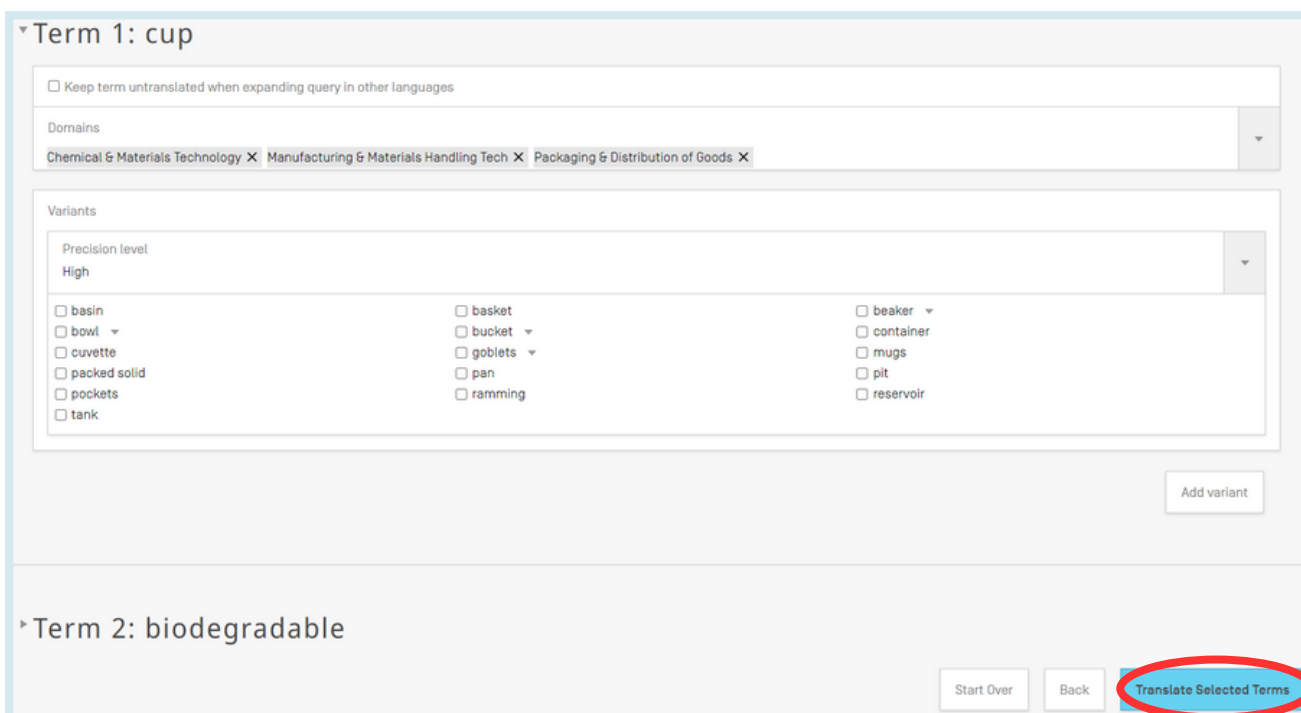 Term 1: cup
Keep term untranslated when expanding query in other languages
Domains
Chemical & Materials Technology X Manufacturing & Materials Handling Tech X Packaging & Distribution of Goods X
Variants
Precision level
High
basin basket beaker
bowl bucket container
cuvette goblets mugs
packed solid pan pit
pockets ramming reservoir
tank
Add variant
Term 2: biodegradable
Start Over Back Translate Selected Terms